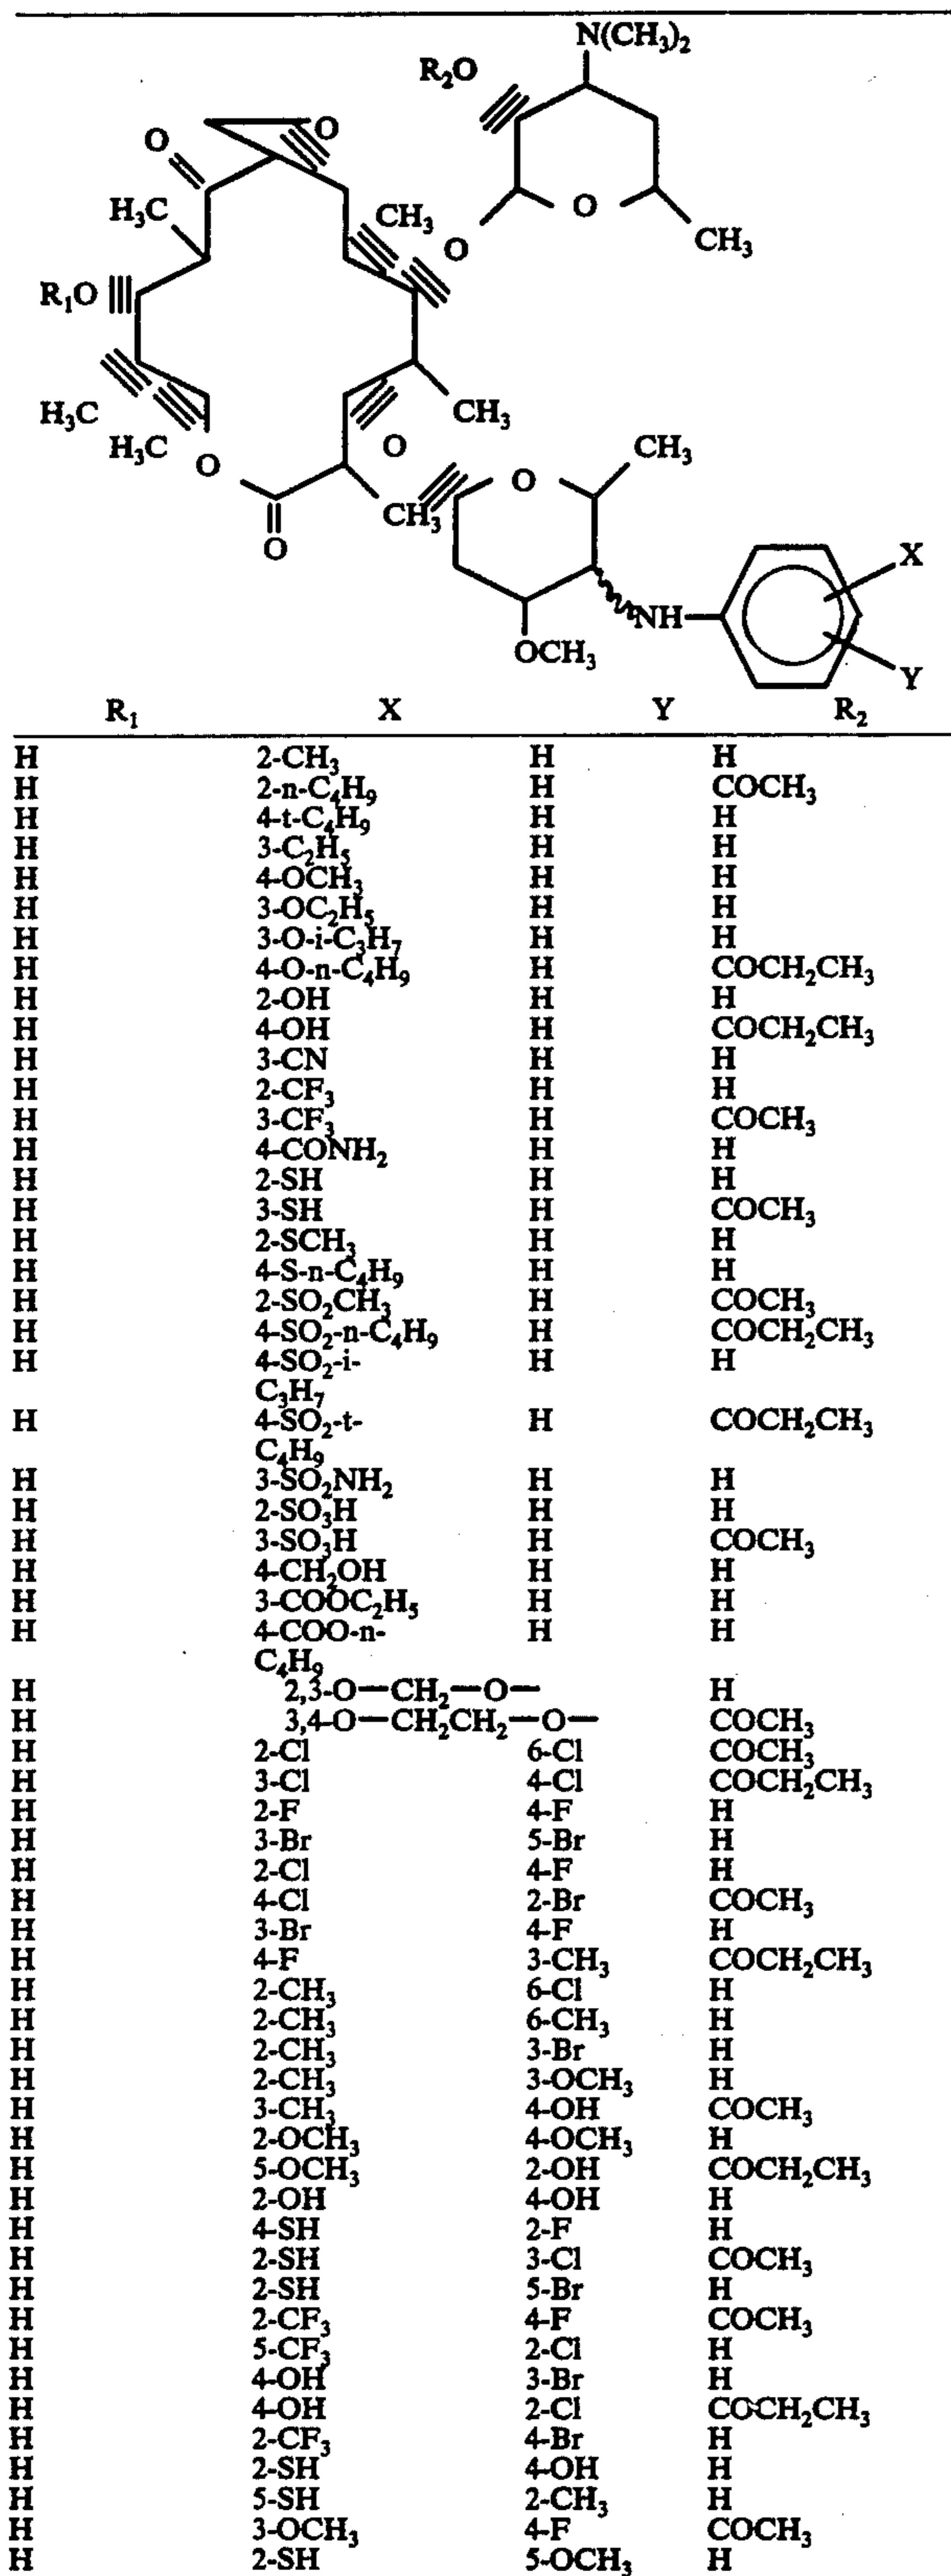 N(CH₃)₂
R₂O
O
O
H₃C
CH₃
O
O
CH₃
R₁O
H₃C
H₃C
CH₃
O
O
CH₃
O
CH₃
O
X
NH
OCH₃
Y
R₁ X Y R₂
H 2-CH₃ H H
H 2-n-C₄H₉ H COCH₃
H 4-t-C₄H₉ H H
H 3-C₂H₅ H H
H 4-OCH₃ H H
H 3-OC₂H₅ H H
H 3-O-i-C₃H₇ H H
H 4-O-n-C₄H₉ H COCH₂CH₃
H 2-OH H H
H 4-OH H COCH₂CH₃
H 3-CN H H
H 2-CF₃ H H
H 3-CF₃ H COCH₃
H 4-CONH₂ H H
H 2-SH H H
H 3-SH H COCH₃
H 2-SCH₃ H H
H 4-S-n-C₄H₉ H H
H 2-SO₂CH₃ H COCH₃
H 4-SO₂-n-C₄H₉ H COCH₂CH₃
H 4-SO₂-i- H H
C₃H₇
H 4-SO₂-t- H COCH₂CH₃
C₄H₉
H 3-SO₂NH₂ H H
H 2-SO₃H H H
H 3-SO₃H H COCH₃
H 4-CH₂OH H H
H 3-COOC₂H₅ H H
H 4-COO-n- H H
C₄H₉
H 2,3-O—CH₂—O— H
H 3,4-O—CH₂CH₂—O— COCH₃
H 2-Cl 6-Cl COCH₃
H 3-Cl 4-Cl COCH₂CH₃
H 2-F 4-F H
H 3-Br 5-Br H
H 2-Cl 4-F H
H 4-Cl 2-Br COCH₃
H 3-Br 4-F H
H 4-F 3-CH₃ COCH₂CH₃
H 2-CH₃ 6-Cl H
H 2-CH₃ 6-CH₃ H
H 2-CH₃ 3-Br H
H 2-CH₃ 3-OCH₃ H
H 3-CH₃ 4-OH COCH₃
H 2-OCH₃ 4-OCH₃ H
H 5-OCH₃ 2-OH COCH₂CH₃
H 2-OH 4-OH H
H 4-SH 2-F H
H 2-SH 3-Cl COCH₃
H 2-SH 5-Br H
H 2-CF₃ 4-F COCH₃
H 5-CF₃ 2-Cl H
H 4-OH 3-Br H
H 4-OH 2-Cl COCH₂CH₃
H 2-CF₃ 4-Br H
H 2-SH 4-OH H
H 5-SH 2-CH₃ H
H 3-OCH₃ 4-F COCH₃
H 2-SH 5-OCH₃ H